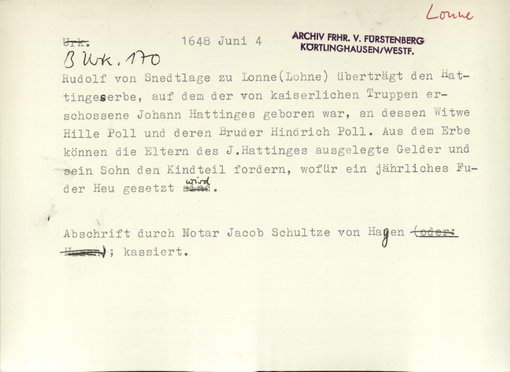 Lonne
Urk. 1648 Juni 4 ARCHIV FRHR. V. FÜRSTENBERG
KÖRTLINGHAUSEN/WESTF.
B Urk. 170
Rudolf von Snedtlage zu Lonne(Lohne) überträgt den Hat-
tingeserbe, auf dem der von kaiserlichen Truppen er-
schossene Johann Hattinges geboren war, an dessen Witwe
Hille Poll und deren Bruder Hindrich Poll. Aus dem Erbe
können die Eltern des J.Hattinges ausgelegte Gelder und
sein Sohn den Kindteil fordern, wofür ein jährliches Fu-
der Heu gesetzt sind wird.
Abschrift durch Notar Jacob Schultze von Hagen (oder:
); kassiert.